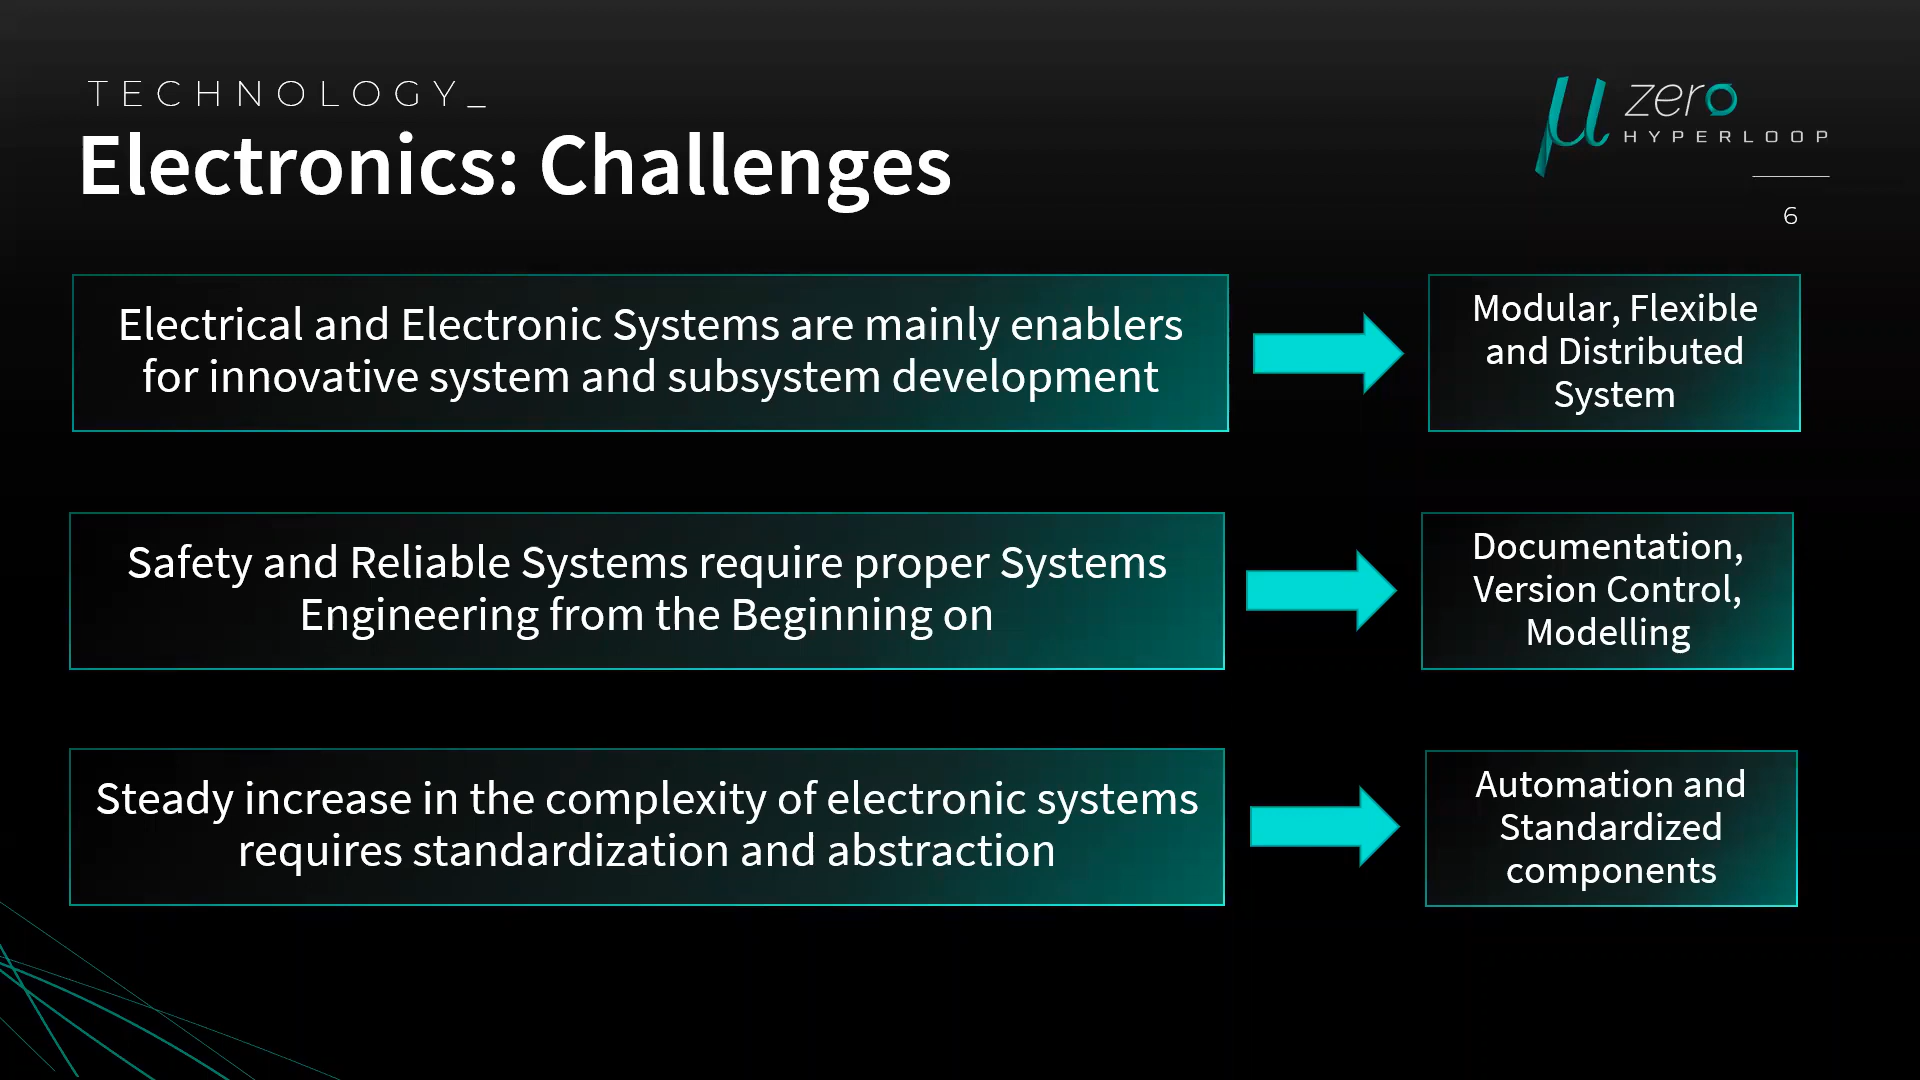 TECHNOLOGY_
Electronics: Challenges
μ zero
HYPERLOOP
6
Electrical and Electronic Systems are mainly enablers
for innovative system and subsystem development
Modular, Flexible
and Distributed
System
Safety and Reliable Systems require proper Systems
Engineering from the Beginning on
Documentation,
Version Control,
Modelling
Steady increase in the complexity of electronic systems
requires standardization and abstraction
Automation and
Standardized
components